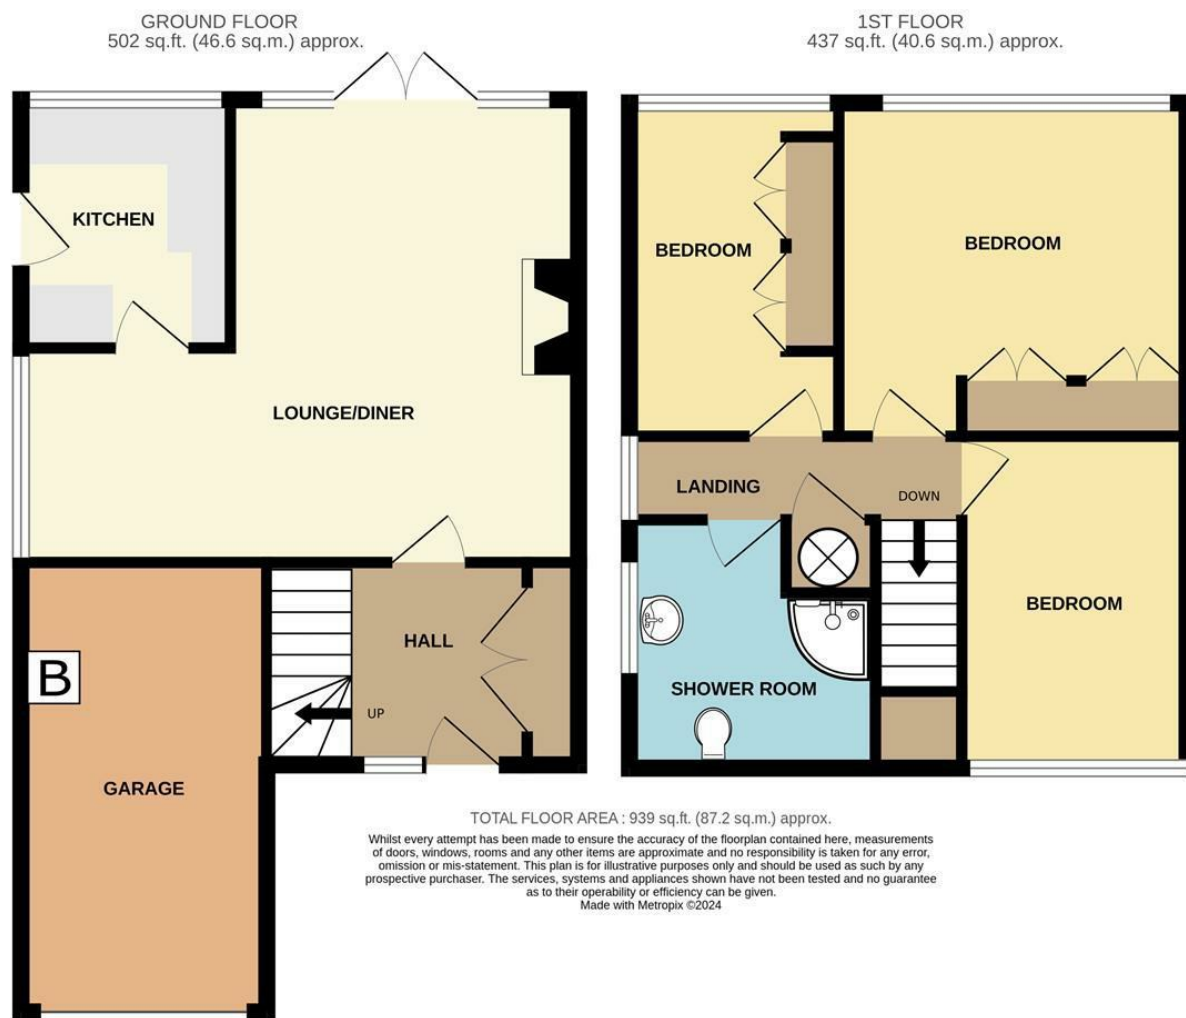 GROUND FLOOR
502 sq.ft. (46.6 sq.m.) approx.
KITCHEN
LOUNGE/DINER
HALL
UP
B
GARAGE
1ST FLOOR
437 sq.ft. (40.6 sq.m.) approx.
BEDROOM
BEDROOM
LANDING
DOWN
BEDROOM
SHOWER ROOM
TOTAL FLOOR AREA : 939 sq.ft. (87.2 sq.m.) approx.
Whilst every attempt has been made to ensure the accuracy of the floorplan contained here, measurements
of doors, windows, rooms and any other items are approximate and no responsibility is taken for any error,
omission or mis-statement. This plan is for illustrative purposes only and should be used as such by any
prospective purchaser. The services, systems and appliances shown have not been tested and no guarantee
as to their operability or efficiency can be given.
Made with Metropix ©2024